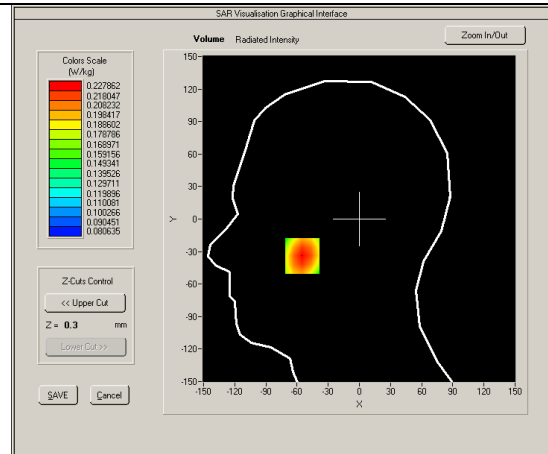 SAR Visualisation Graphical Interface
Volume Radiated Intensity
Zoom In/Out
Colors Scale
(W/kg)
0.227862
0.218047
0.208232
0.198417
0.188602
0.178786
0.168971
0.159156
0.149341
0.139526
0.129711
0.119896
0.110081
0.100266
0.090451
0.080635
Z-Cuts Control
<< Upper Cut
Z = 0.3 mm
Lower Cut >>
SAVE Cancel
150
120
90
60
30
0
-30
-60
-90
-120
-150
Y
-150 -120 -90 -60 -30 0 30 60 90 120 150
X